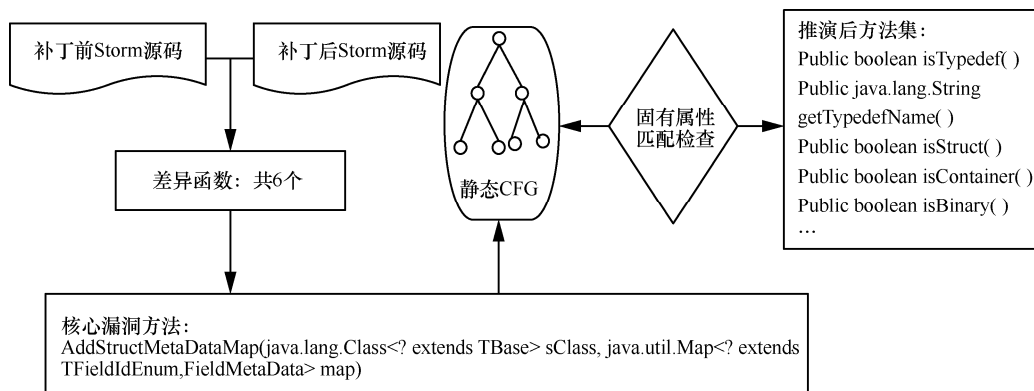 补丁前Storm源码
补丁后Storm源码
差异函数：共6个
静态CFG
固有属性
匹配检查
推演后方法集：
Public boolean isTypedef( )
Public java.lang.String
getTypedefName( )
Public boolean isStruct( )
Public boolean isContainer( )
Public boolean isBinary( )
…
核心漏洞方法：
AddStructMetaDataMap(java.lang.Class<? extends TBase> sClass, java.util.Map<? extends
TFieldIdEnum,FieldMetaData> map)